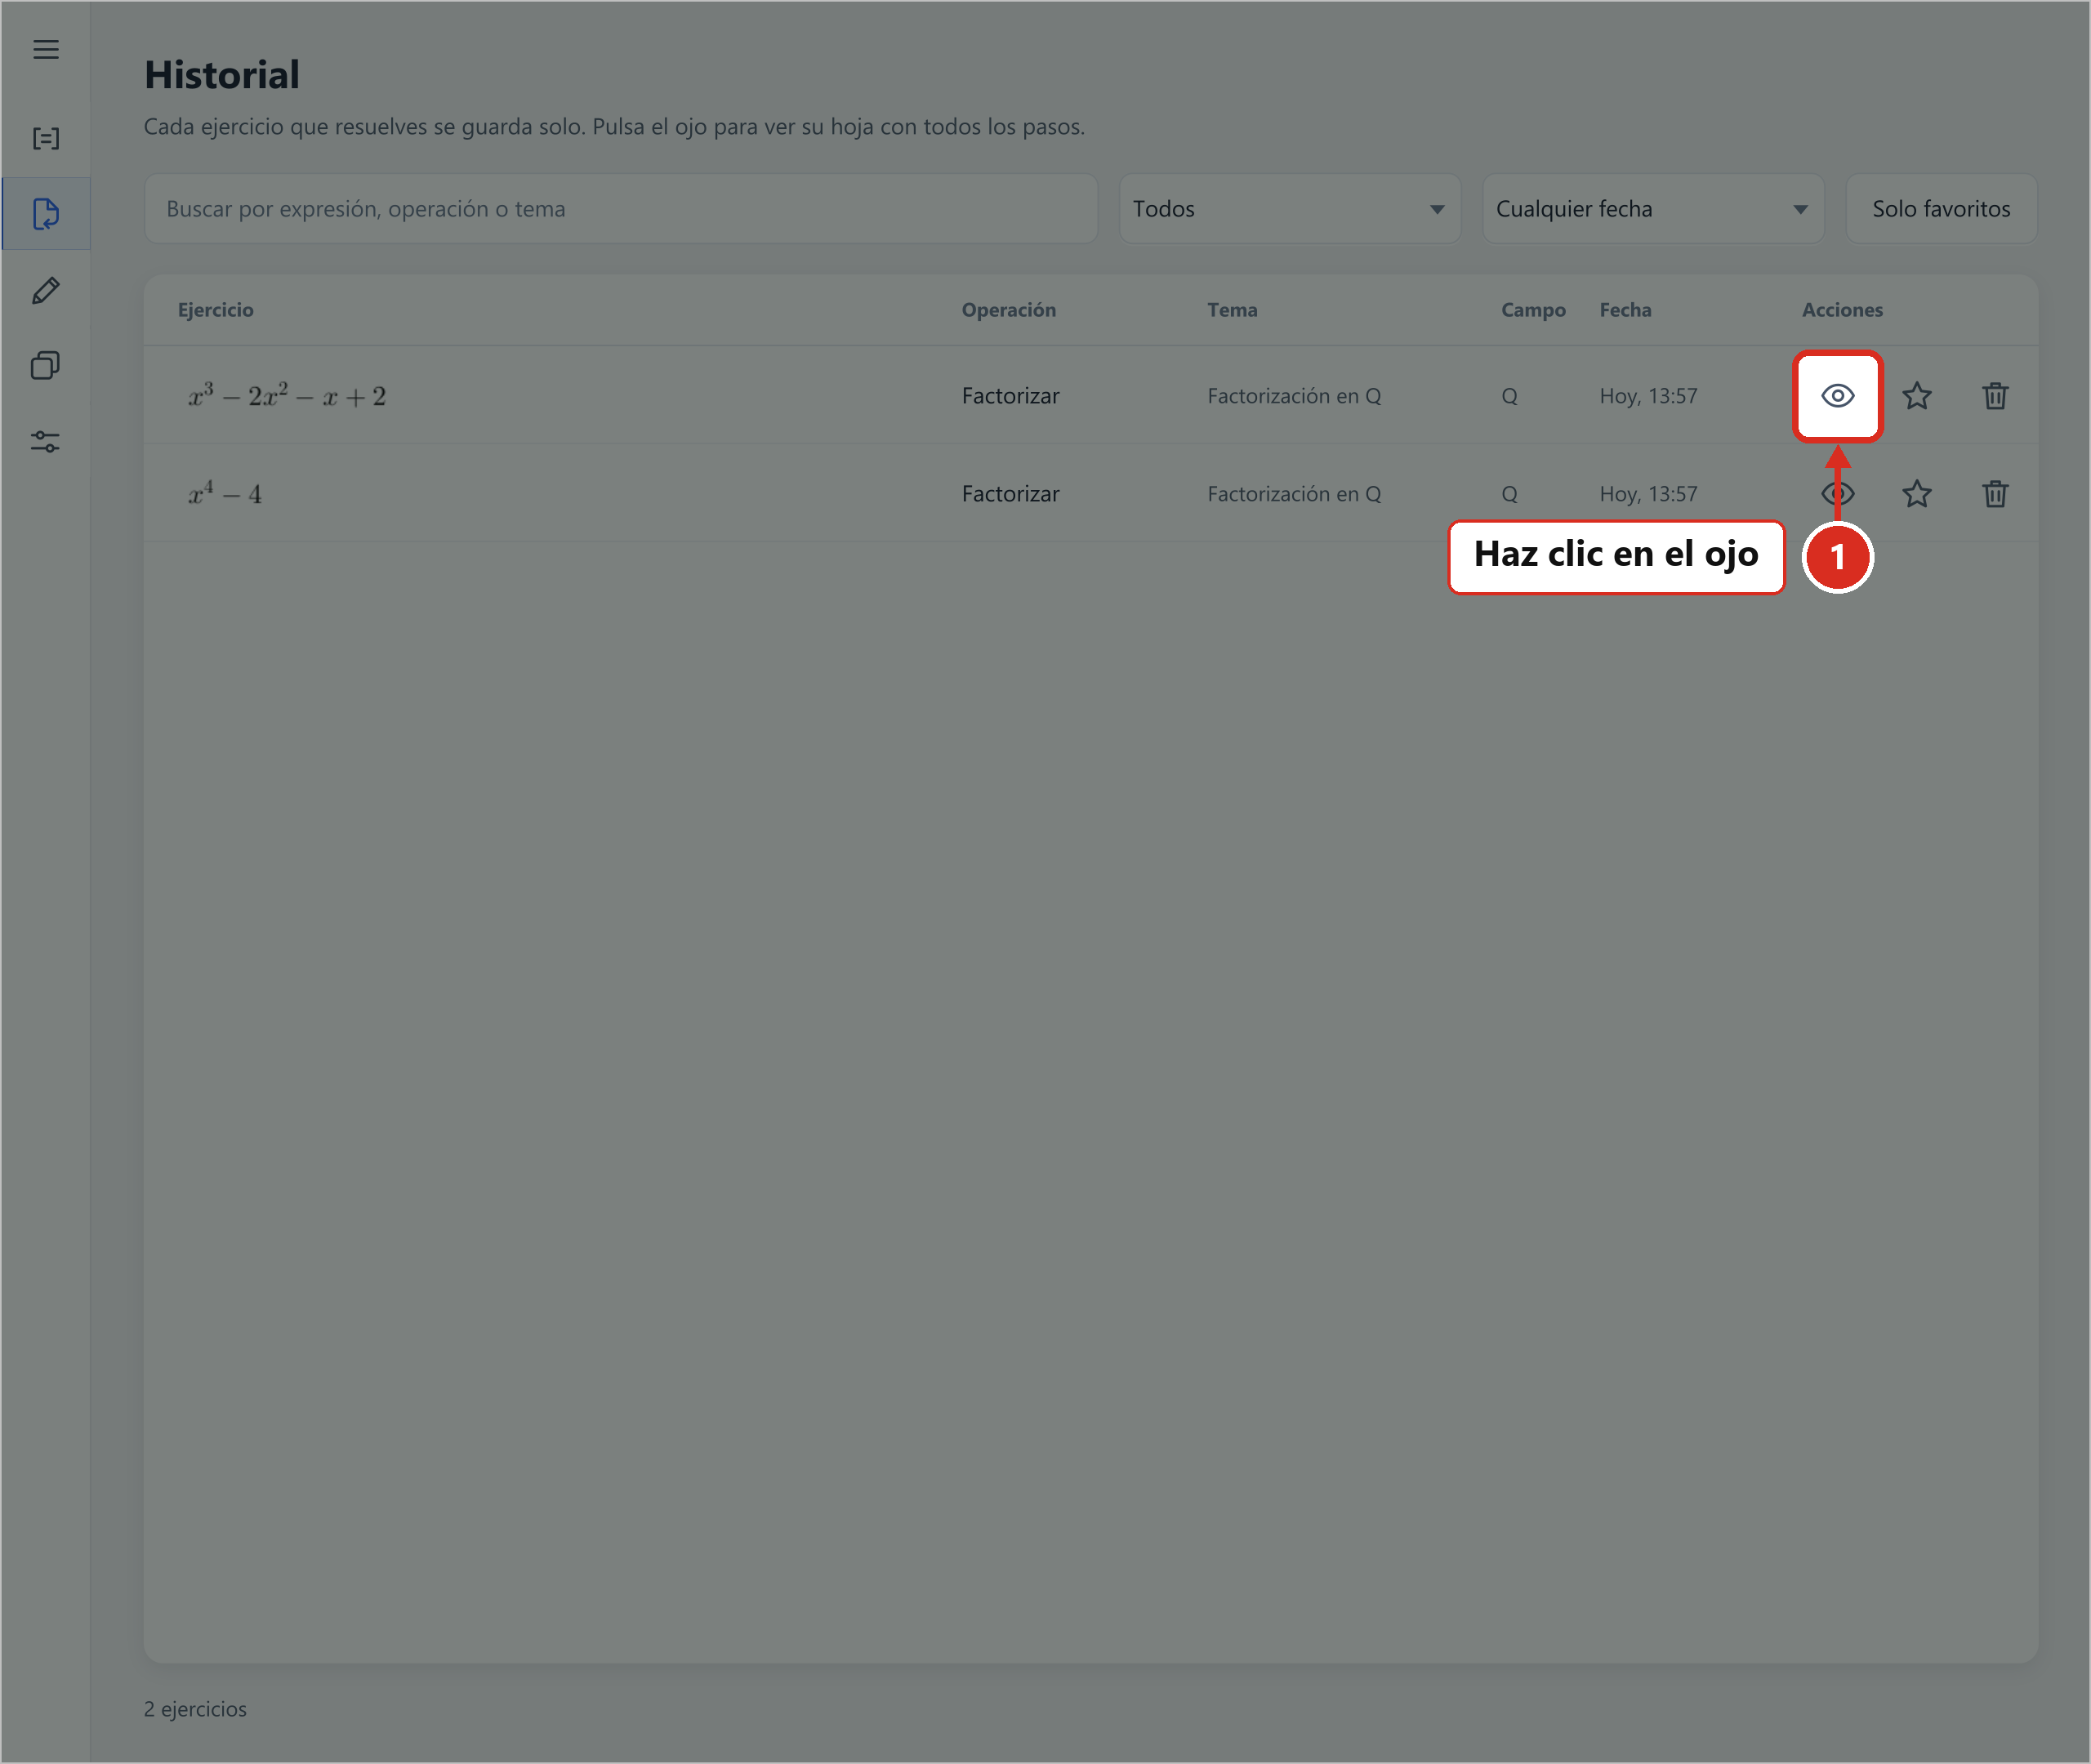 Historial
Cada ejercicio que resuelves se guarda solo. Pulsa el ojo para ver su hoja con todos los pasos.
Buscar por expresión, operación o tema Todos Cualquier fecha Solo favoritos
Ejercicio Operación Tema Campo Fecha Acciones
x³ − 2x² − x + 2 Factorizar Factorización en Q Q Hoy, 13:57
x⁴ − 4 Factorizar Factorización en Q Q Hoy, 13:57
Haz clic en el ojo 1
2 ejercicios